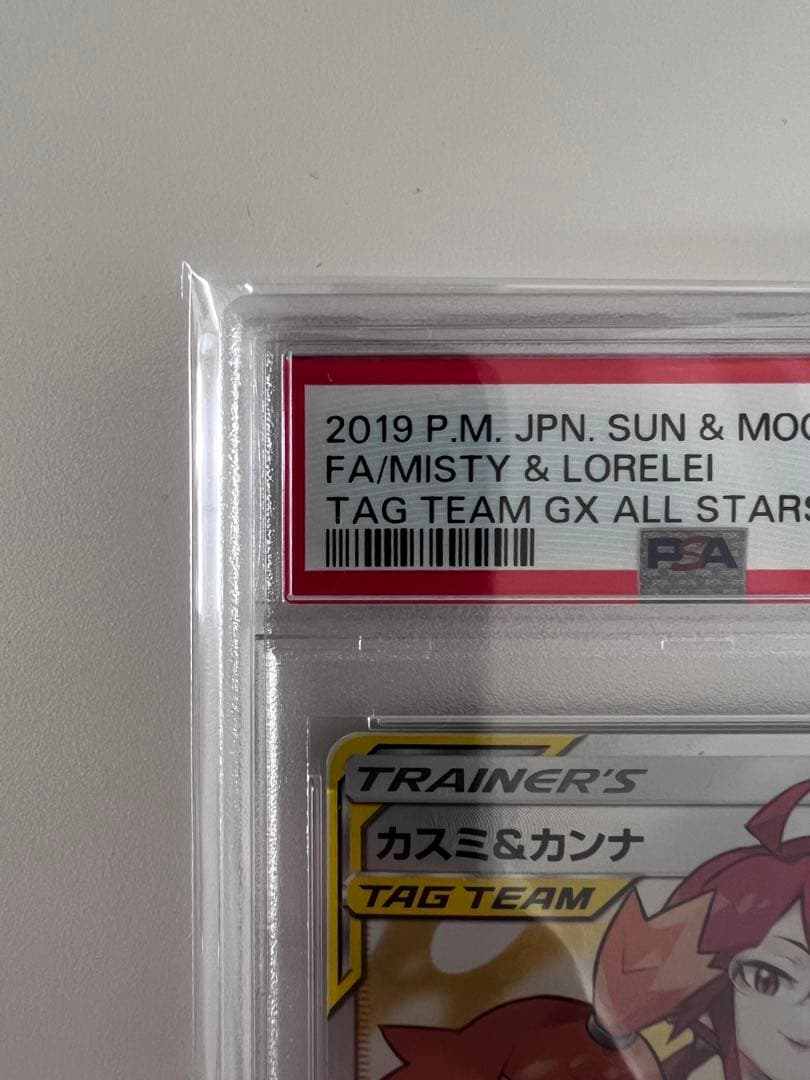 2019 P.M. JPN. SUN & MOO
FA/MISTY & LORELEI
TAG TEAM GX ALL STARS
PSA
TRAINER'S
カスミ&カンナ
TAG TEAM